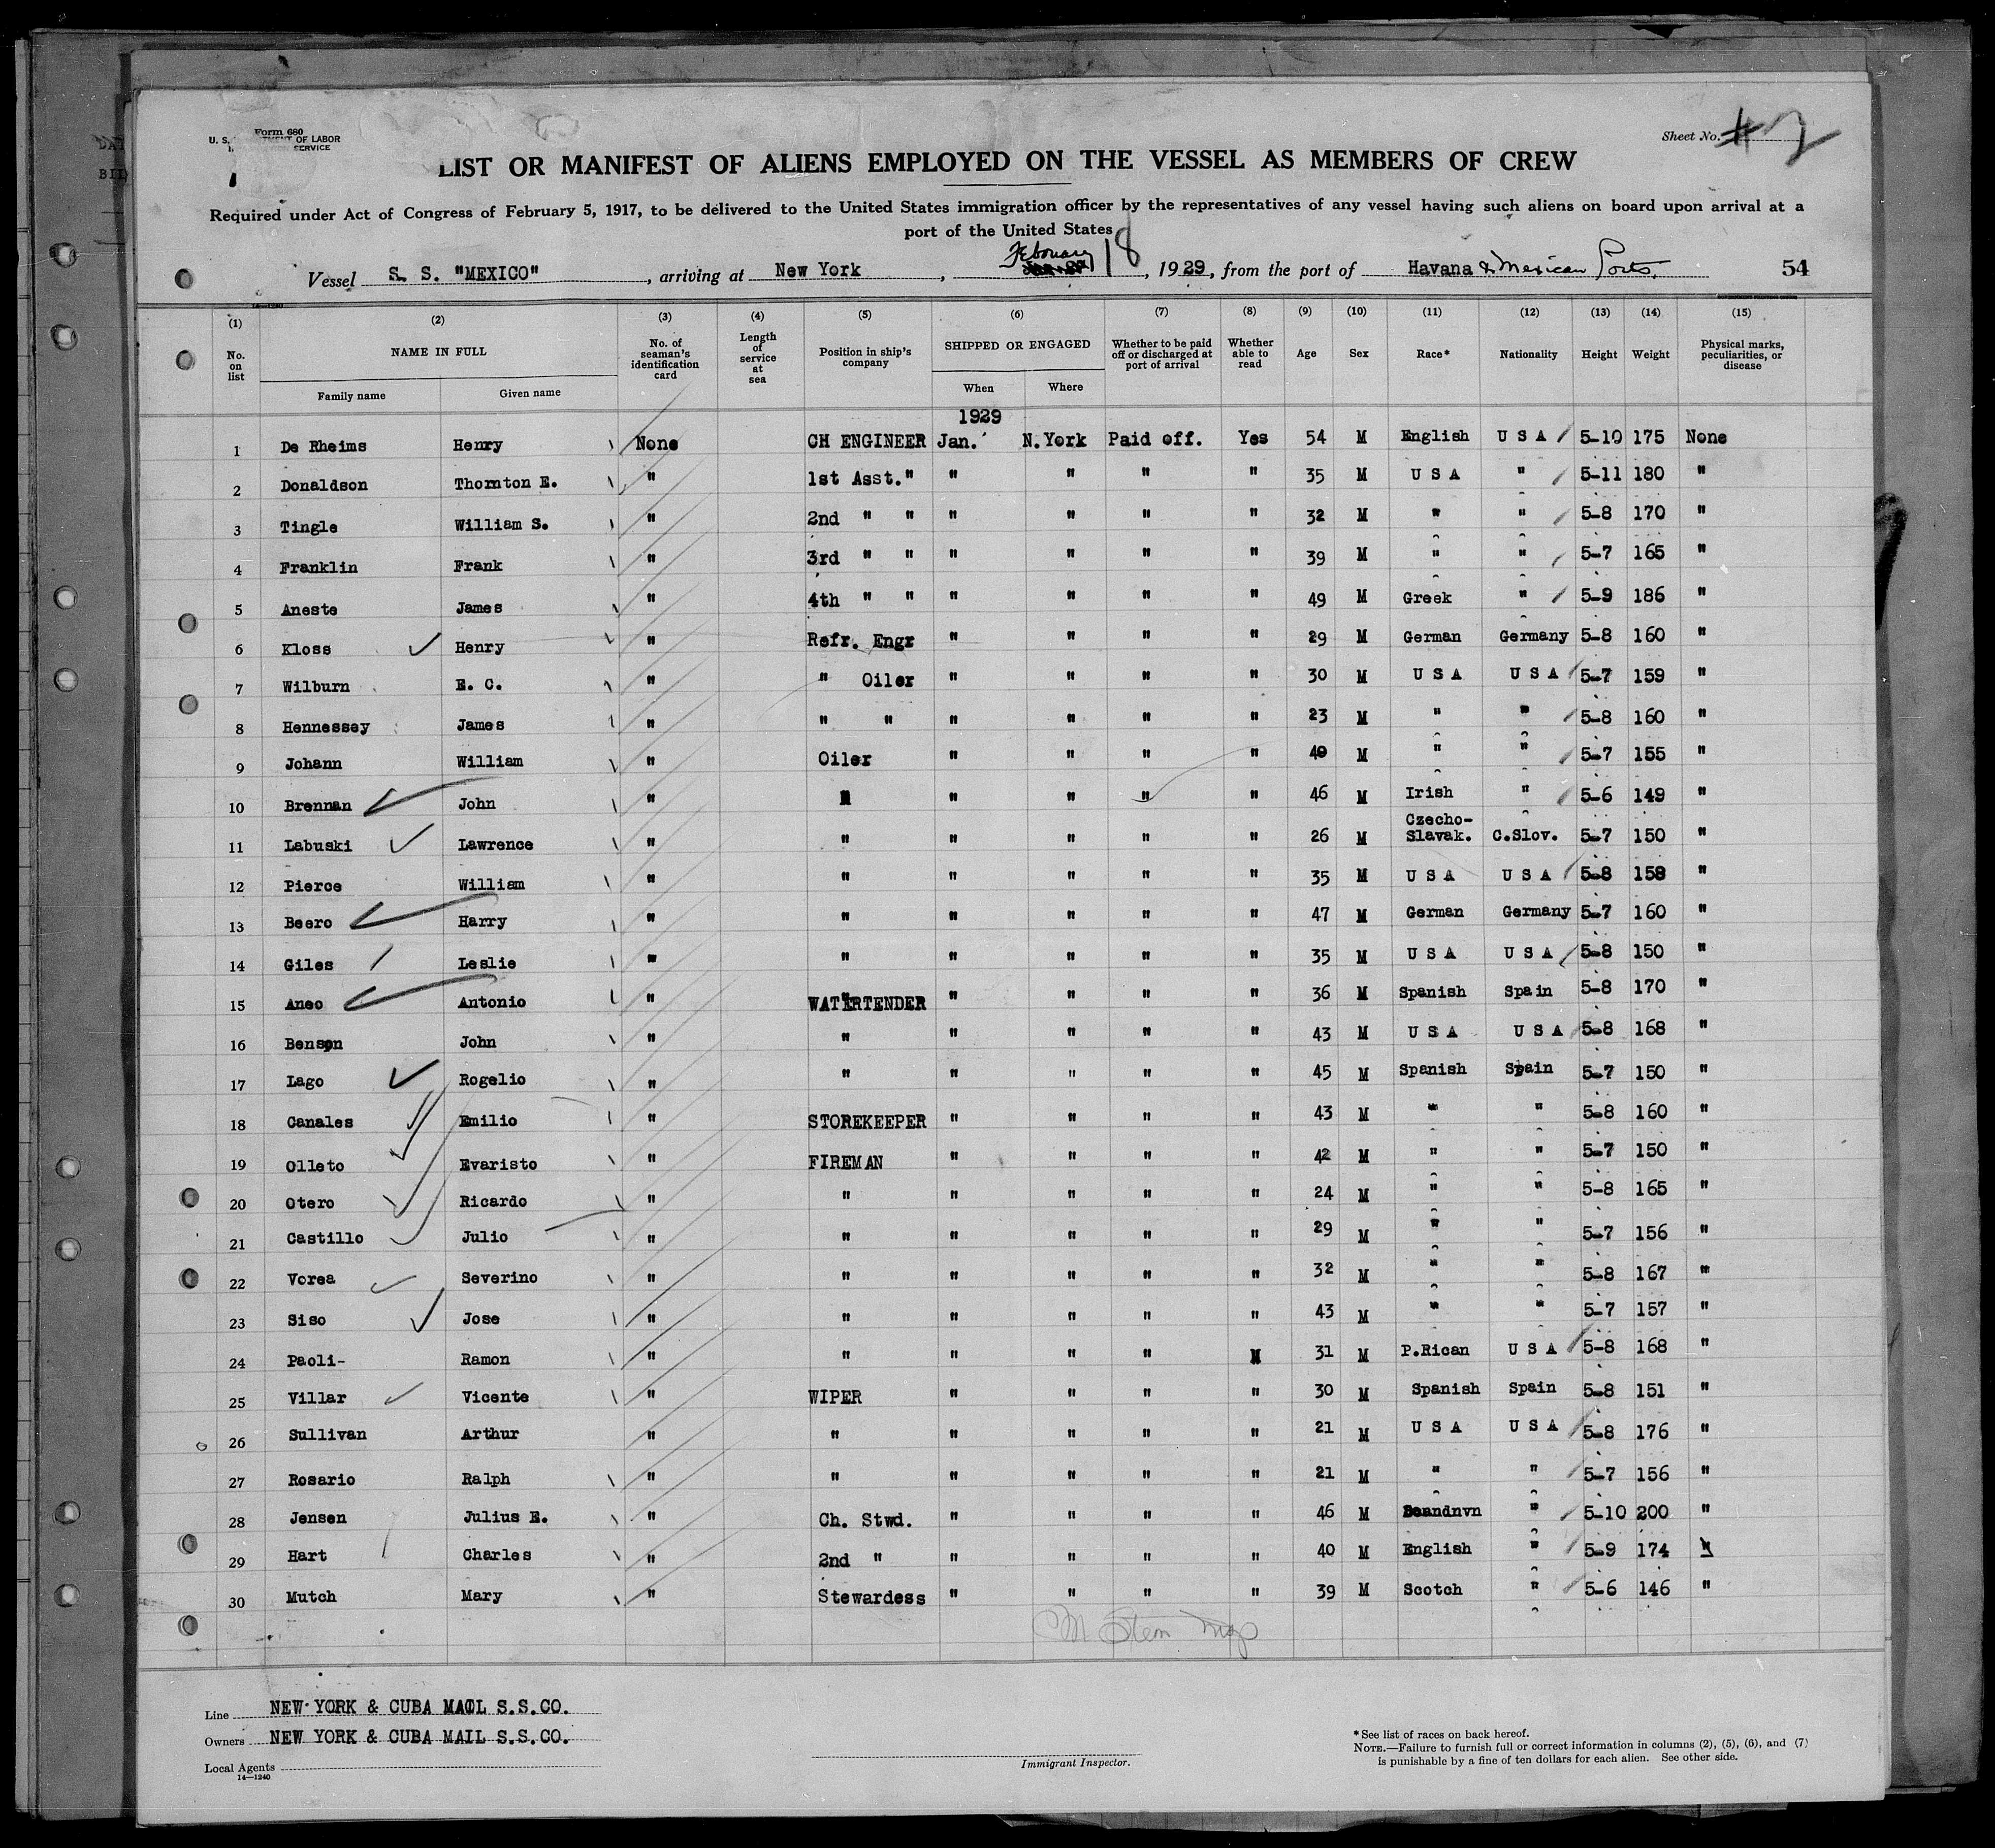 Form 680
U. S. OF LABOR
SERVICE
Sheet No. #2
LIST OR MANIFEST OF ALIENS EMPLOYED ON THE VESSEL AS MEMBERS OF CREW
Required under Act of Congress of February 5, 1917, to be delivered to the United States immigration officer by the representatives of any vessel having such aliens on board upon arrival at a
port of the United States
Vessel S. S. "MEXICO", arriving at New York, February 18, 1929, from the port of Havana & Mexican Ports. 54
(1) (2) (3) (4) (5) (6) (7) (8) (9) (10) (11) (12) (13) (14) (15)
No. on list NAME IN FULL No. of seaman's identification card Length of service at sea Position in ship's company SHIPPED OR ENGAGED Whether to be paid off or discharged at port of arrival Whether able to read Age Sex Race* Nationality Height Weight Physical marks, peculiarities, or disease
Family name Given name When Where
1929
1 De Rheims Henry None CH ENGINEER Jan. N.York Paid off. Yes 54 M English U S A 5-10 175 None
2 Donaldson Thornton E. " 1st Asst." " " " " 35 M U S A " 5-11 180 "
3 Tingle William S. " 2nd " " " " " " 32 M " " 5-8 170 "
4 Franklin Frank " 3rd " " " " " " 39 M " " 5-7 165 "
5 Aneste James " 4th " " " " " " 49 M Greek " 5-9 186 "
6 Kloss Henry " Refr. Engr " " " " 29 M German Germany 5-8 160 "
7 Wilburn E. C. " " Oiler " " " " 30 M U S A U S A 5-7 159 "
8 Hennessey James " " " " " " " 23 M " " 5-8 160 "
9 Johann William " Oiler " " " " 40 M " " 5-7 155 "
10 Brennan John " " " " " " 46 M Irish " 5-6 149 "
11 Labuski Lawrence " " " " " " 26 M Czecho-Slavak. C.Slov. 5-7 150 "
12 Pierce William " " " " " " 35 M U S A U S A 5-8 158 "
13 Beero Harry " " " " " " 47 M German Germany 5-7 160 "
14 Giles Leslie " " " " " " 35 M U S A U S A 5-8 150 "
15 Aneo Antonio " WATERTENDER " " " " 36 M Spanish Spain 5-8 170 "
16 Benson John " " " " " " 43 M U S A U S A 5-8 168 "
17 Lago Rogelio " " " " " " 45 M Spanish Spain 5-7 150 "
18 Canales Emilio " STOREKEEPER " " " " 43 M " " 5-8 160 "
19 Olleto Evaristo " FIREMAN " " " " 42 M " " 5-7 150 "
20 Otero Ricardo " " " " " " 24 M " " 5-8 165 "
21 Castillo Julio " " " " " " 29 M " " 5-7 156 "
22 Vorea Severino " " " " " " 32 M " " 5-8 167 "
23 Siso Jose " " " " " " 43 M " " 5-7 157 "
24 Paoli- Ramon " " " " " 31 M P.Rican U S A 5-8 168 "
25 Villar Vicente " WIPER " " " " 30 M Spanish Spain 5-8 151 "
26 Sullivan Arthur " " " " " " 21 M U S A U S A 5-8 176 "
27 Rosario Ralph " " " " " " 21 M " " 5-7 156 "
28 Jensen Julius E. " Ch. Stwd. " " " " 46 M Scandnvn " 5-10 200 "
29 Hart Charles " 2nd " " " " " 40 M English " 5-9 174 "
30 Mutch Mary " Stewardess " " " " 39 M Scotch " 5-6 146 "
Line NEW YORK & CUBA MAIL S.S.CO.
Owners NEW YORK & CUBA MAIL S.S.CO.
Local Agents
14—1240
Immigrant Inspector.
* See list of races on back hereof.
NOTE.—Failure to furnish full or correct information in columns (2), (5), (6), and (7)
is punishable by a fine of ten dollars for each alien. See other side.